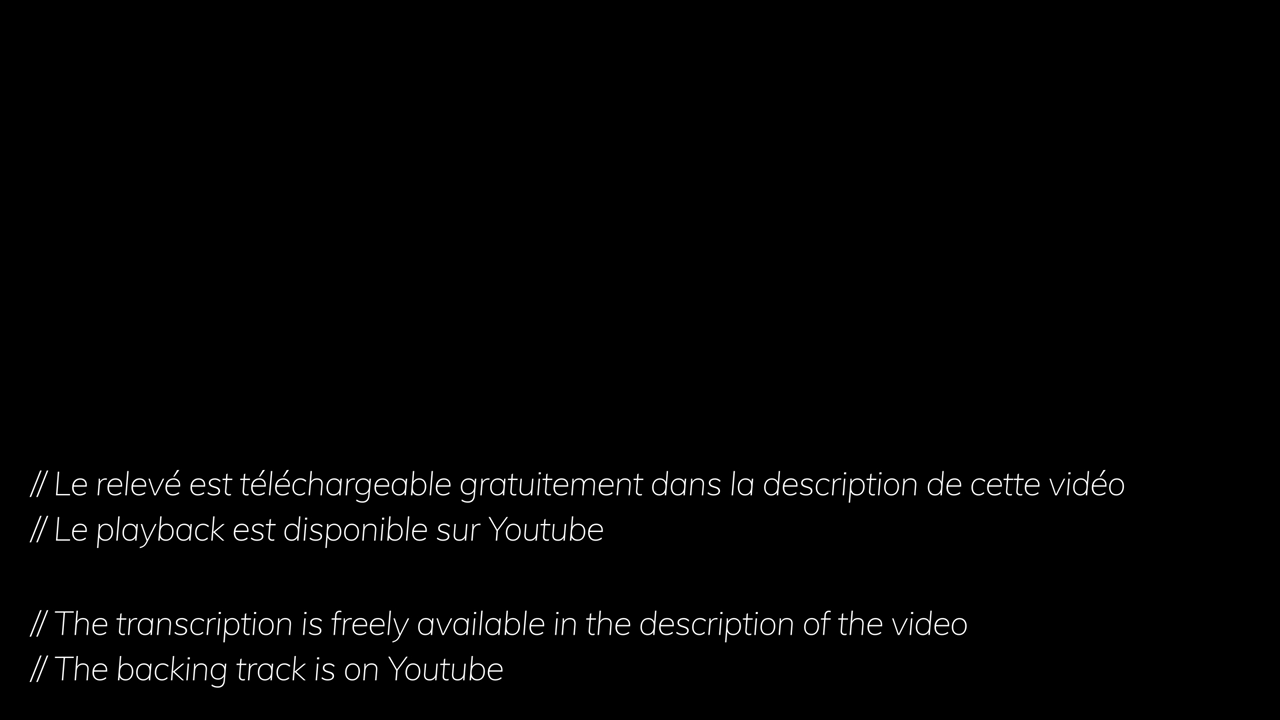 // Le relevé est téléchargeable gratuitement dans la description de cette vidéo
// Le playback est disponible sur Youtube
// The transcription is freely available in the description of the video
// The backing track is on Youtube